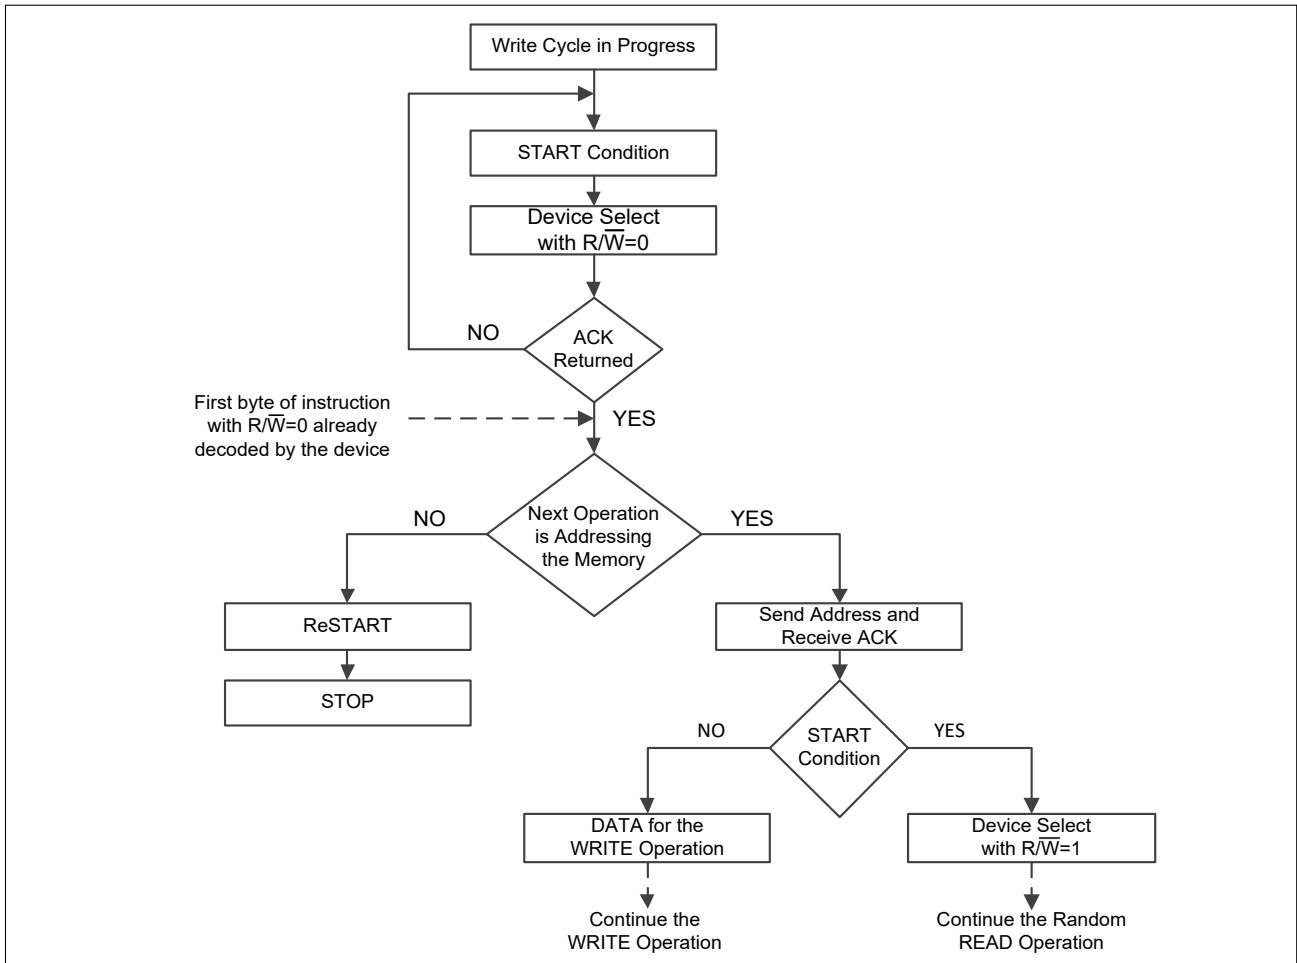 Write Cycle in Progress
START Condition
Device Select
with R/W̅=0
ACK
Returned
NO
YES
First byte of instruction
with R/W̅=0 already
decoded by the device
Next Operation
is Addressing
the Memory
NO
YES
ReSTART
STOP
Send Address and
Receive ACK
START
Condition
NO
YES
DATA for the
WRITE Operation
Device Select
with R/W̅=1
Continue the
WRITE Operation
Continue the Random
READ Operation